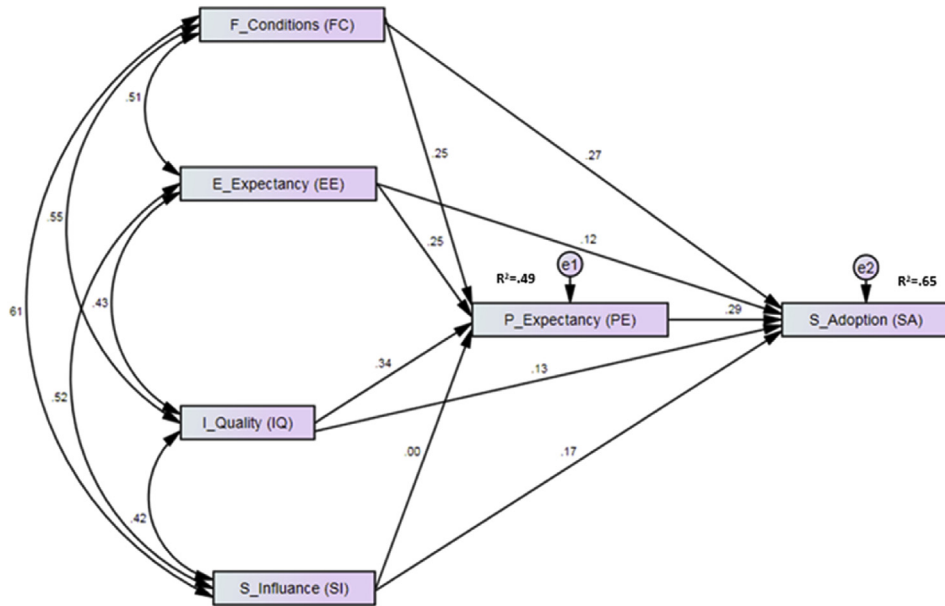 F_Conditions (FC)
.51
.25
.27
E_Expectancy (EE)
.55
.25
.12
e1
e2
R²=.49
R²=.65
.43
61
P_Expectancy (PE)
.29
S_Adoption (SA)
.34
.13
.52
I_Quality (IQ)
.00
.17
.42
S_Influance (SI)